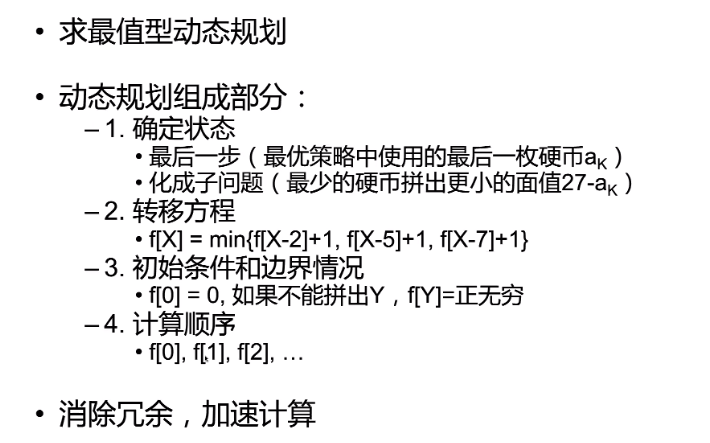 • 求最值型动态规划
• 动态规划组成部分：
– 1. 确定状态
• 最后一步（最优策略中使用的最后一枚硬币aK）
• 化成子问题（最少的硬币拼出更小的面值27-aK）
– 2. 转移方程
• f[X] = min{f[X-2]+1, f[X-5]+1, f[X-7]+1}
– 3. 初始条件和边界情况
• f[0] = 0, 如果不能拼出Y，f[Y]=正无穷
– 4. 计算顺序
• f[0], f[1], f[2], …
• 消除冗余，加速计算